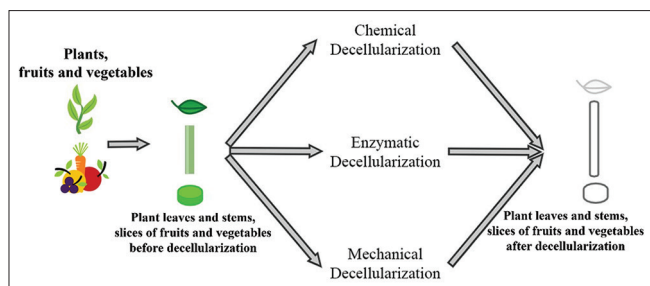 Plants,
fruits and vegetables
Plant leaves and stems,
slices of fruits and vegetables
before decellularization
Chemical
Decellularization
Enzymatic
Decellularization
Mechanical
Decellularization
Plant leaves and stems,
slices of fruits and vegetables
after decellularization